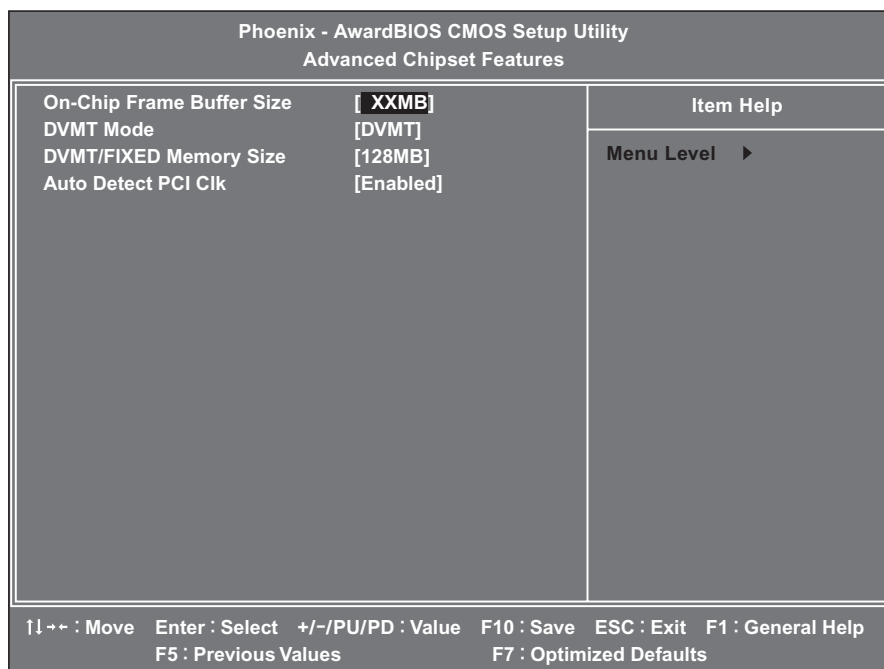 Phoenix - AwardBIOS CMOS Setup Utility
Advanced Chipset Features
On-Chip Frame Buffer Size [ XXMB]
DVMT Mode [DVMT]
DVMT/FIXED Memory Size [128MB]
Auto Detect PCI Clk [Enabled]
Item Help
Menu Level ▶
↑↓→← : Move Enter : Select +/-/PU/PD : Value F10 : Save ESC : Exit F1 : General Help
F5 : Previous Values F7 : Optimized Defaults